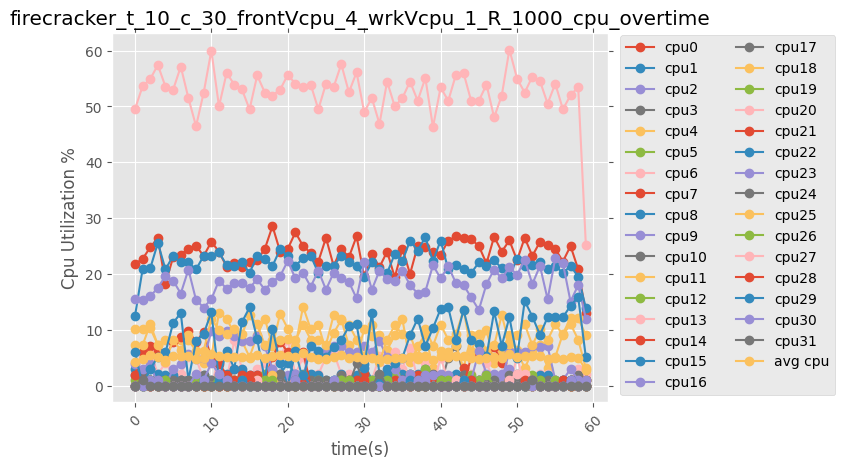 firecracker_t_10_c_30_frontVcpu_4_wrkVcpu_1_R_1000_cpu_overtime
Cpu Utilization %
60
50
40
30
20
10
0
0
10
20
30
40
50
60
time(s)
cpu0
cpu1
cpu2
cpu3
cpu4
cpu5
cpu6
cpu7
cpu8
cpu9
cpu10
cpu11
cpu12
cpu13
cpu14
cpu15
cpu16
cpu17
cpu18
cpu19
cpu20
cpu21
cpu22
cpu23
cpu24
cpu25
cpu26
cpu27
cpu28
cpu29
cpu30
cpu31
avg cpu